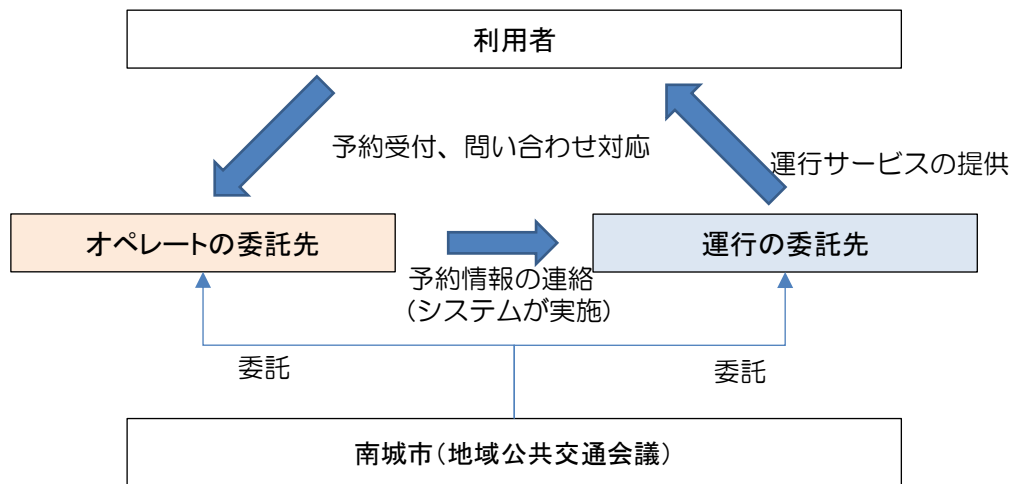 利用者
予約受付、問い合わせ対応
運行サービスの提供
オペレートの委託先
運行の委託先
予約情報の連絡
(システムが実施)
委託
委託
南城市(地域公共交通会議)